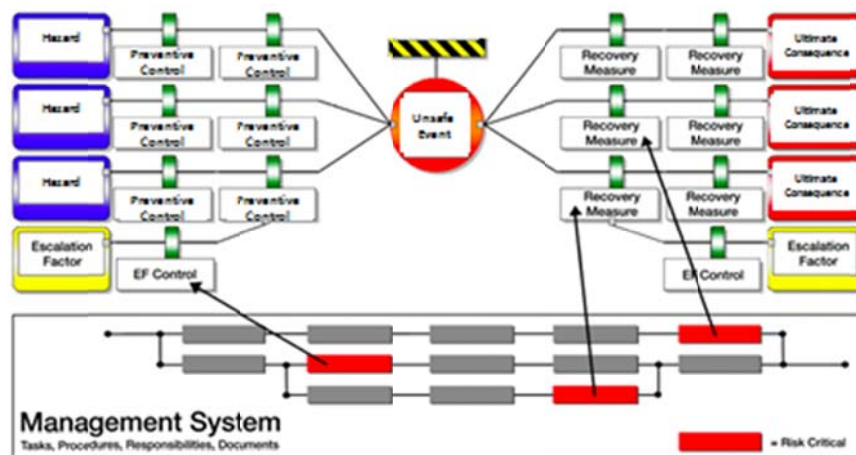 Hazard
Preventive
Control
Preventive
Control
Recovery
Measure
Recovery
Measure
Ultimate
Consequence
Hazard
Preventive
Control
Preventive
Control
Unsafe
Event
Recovery
Measure
Recovery
Measure
Ultimate
Consequence
Hazard
Preventive
Control
Preventive
Control
Recovery
Measure
Recovery
Measure
Ultimate
Consequence
Escalation
Factor
EF Control
EF Control
Escalation
Factor
Management System
Tasks, Procedures, Responsibilities, Documents
= Risk Critical